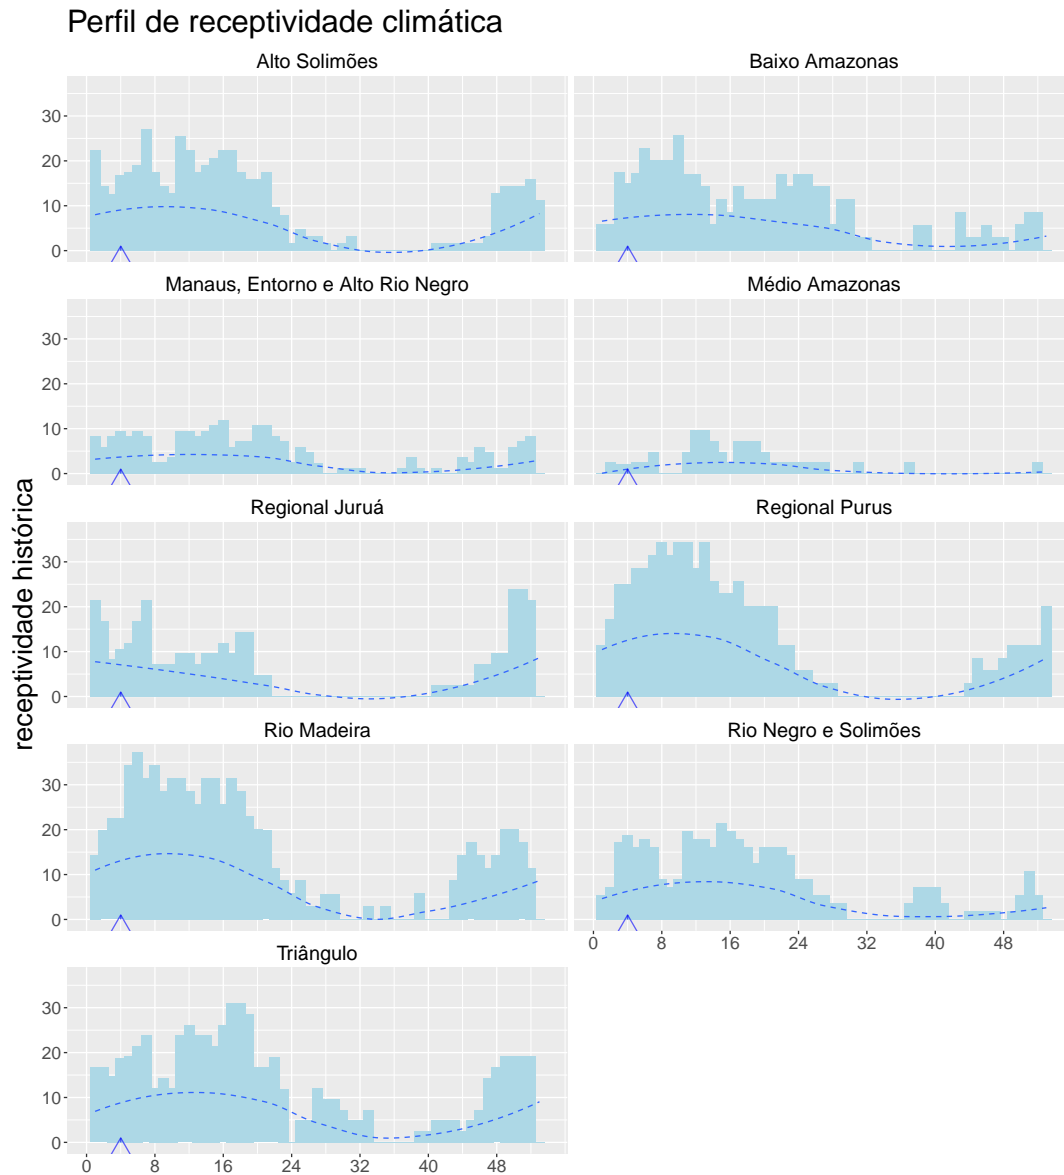 Perfil de receptividade climática
Alto Solimões
Baixo Amazonas
30
20
10
0
Manaus, Entorno e Alto Rio Negro
Médio Amazonas
30
20
10
0
Regional Juruá
Regional Purus
30
20
10
0
receptividade histórica
Rio Madeira
Rio Negro e Solimões
30
20
10
0
0 8 16 24 32 40 48
Triângulo
30
20
10
0
0 8 16 24 32 40 48